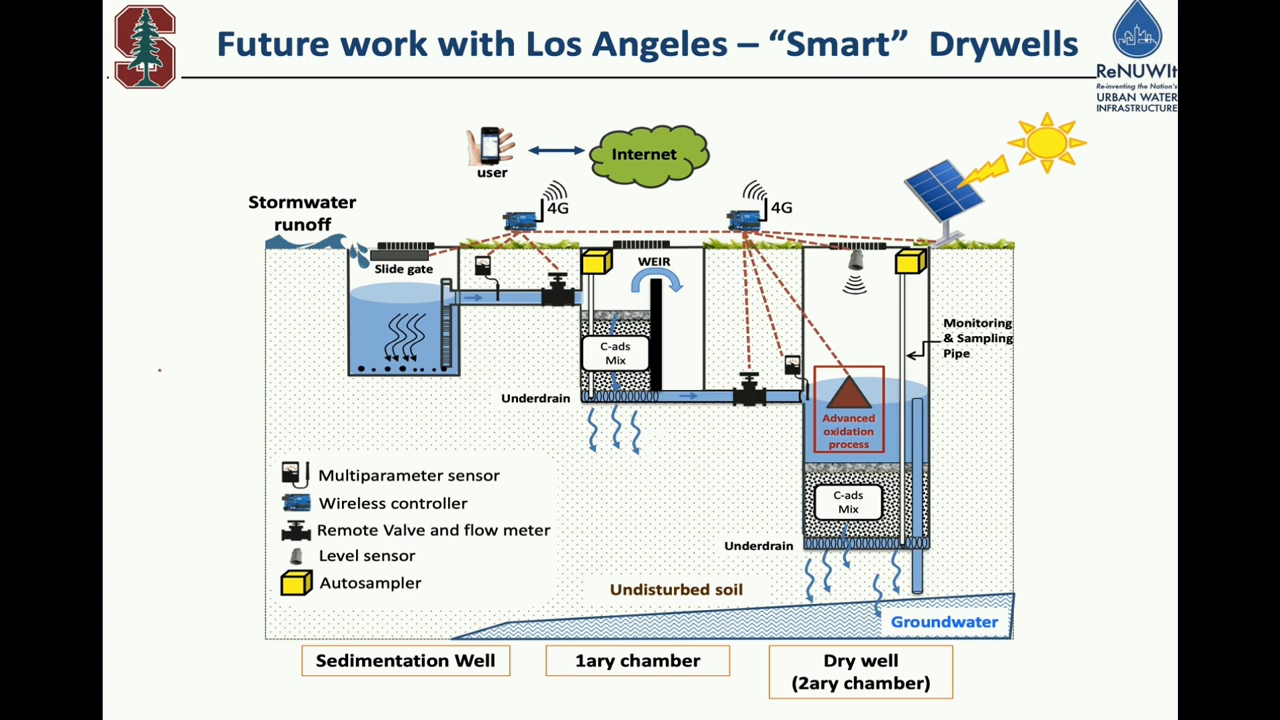 Future work with Los Angeles – “Smart” Drywells
S
ReNUWIt
Re-inventing the Nation's
URBAN WATER
INFRASTRUCTURE
user
Internet
4G
4G
Stormwater
runoff
Slide gate
WEIR
C-ads
Mix
Underdrain
Monitoring
& Sampling
Pipe
Advanced
oxidation
process
C-ads
Mix
Underdrain
Multiparameter sensor
Wireless controller
Remote Valve and flow meter
Level sensor
Autosampler
Undisturbed soil
Groundwater
Sedimentation Well
1ary chamber
Dry well
(2ary chamber)